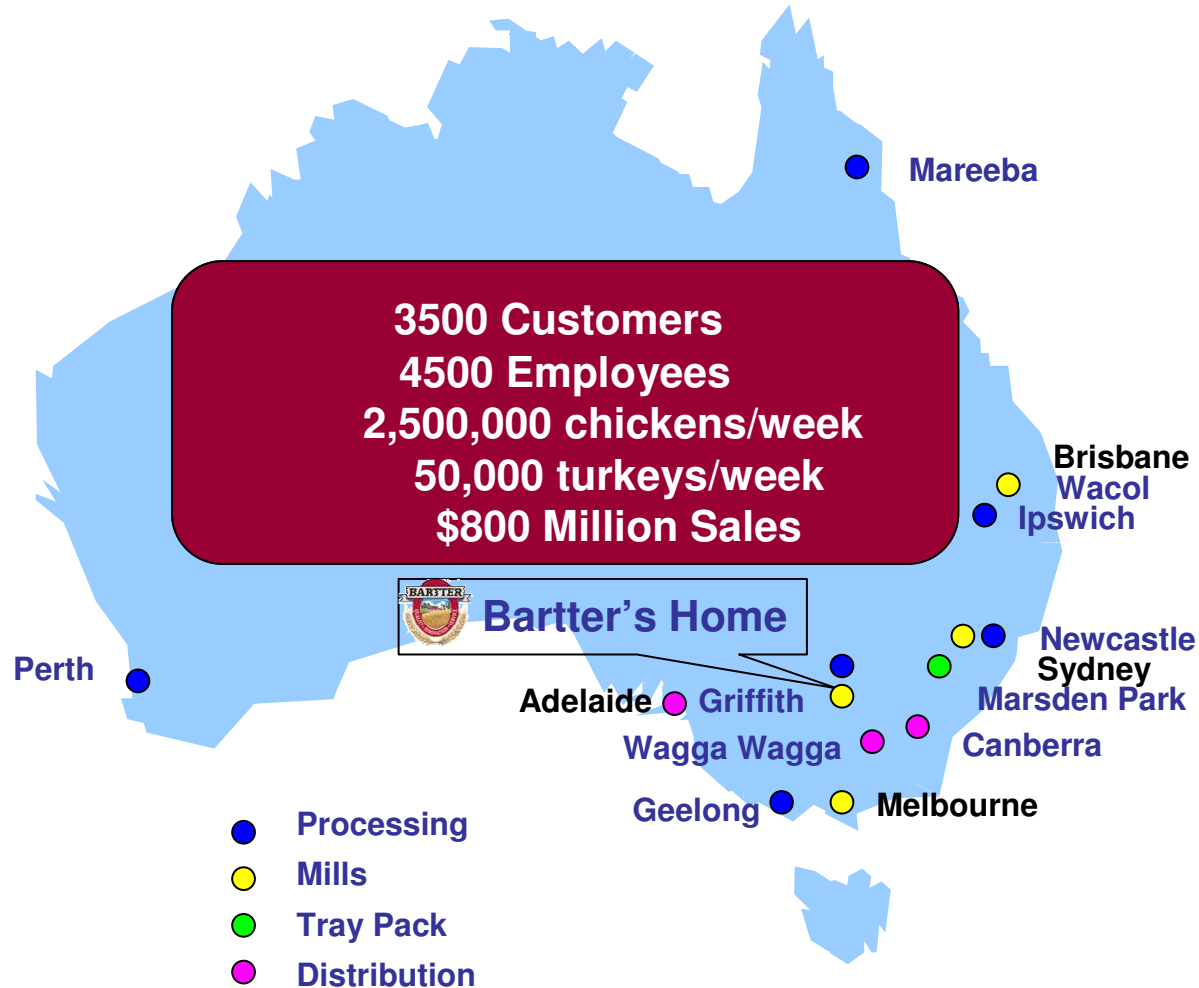 Mareeba
3500 Customers
4500 Employees
2,500,000 chickens/week
50,000 turkeys/week
$800 Million Sales
Brisbane
Wacol
Ipswich
BARTTER
Bartter's Home
Newcastle
Sydney
Perth
Adelaide
Griffith
Marsden Park
Wagga Wagga
Canberra
Geelong
Melbourne
Processing
Mills
Tray Pack
Distribution